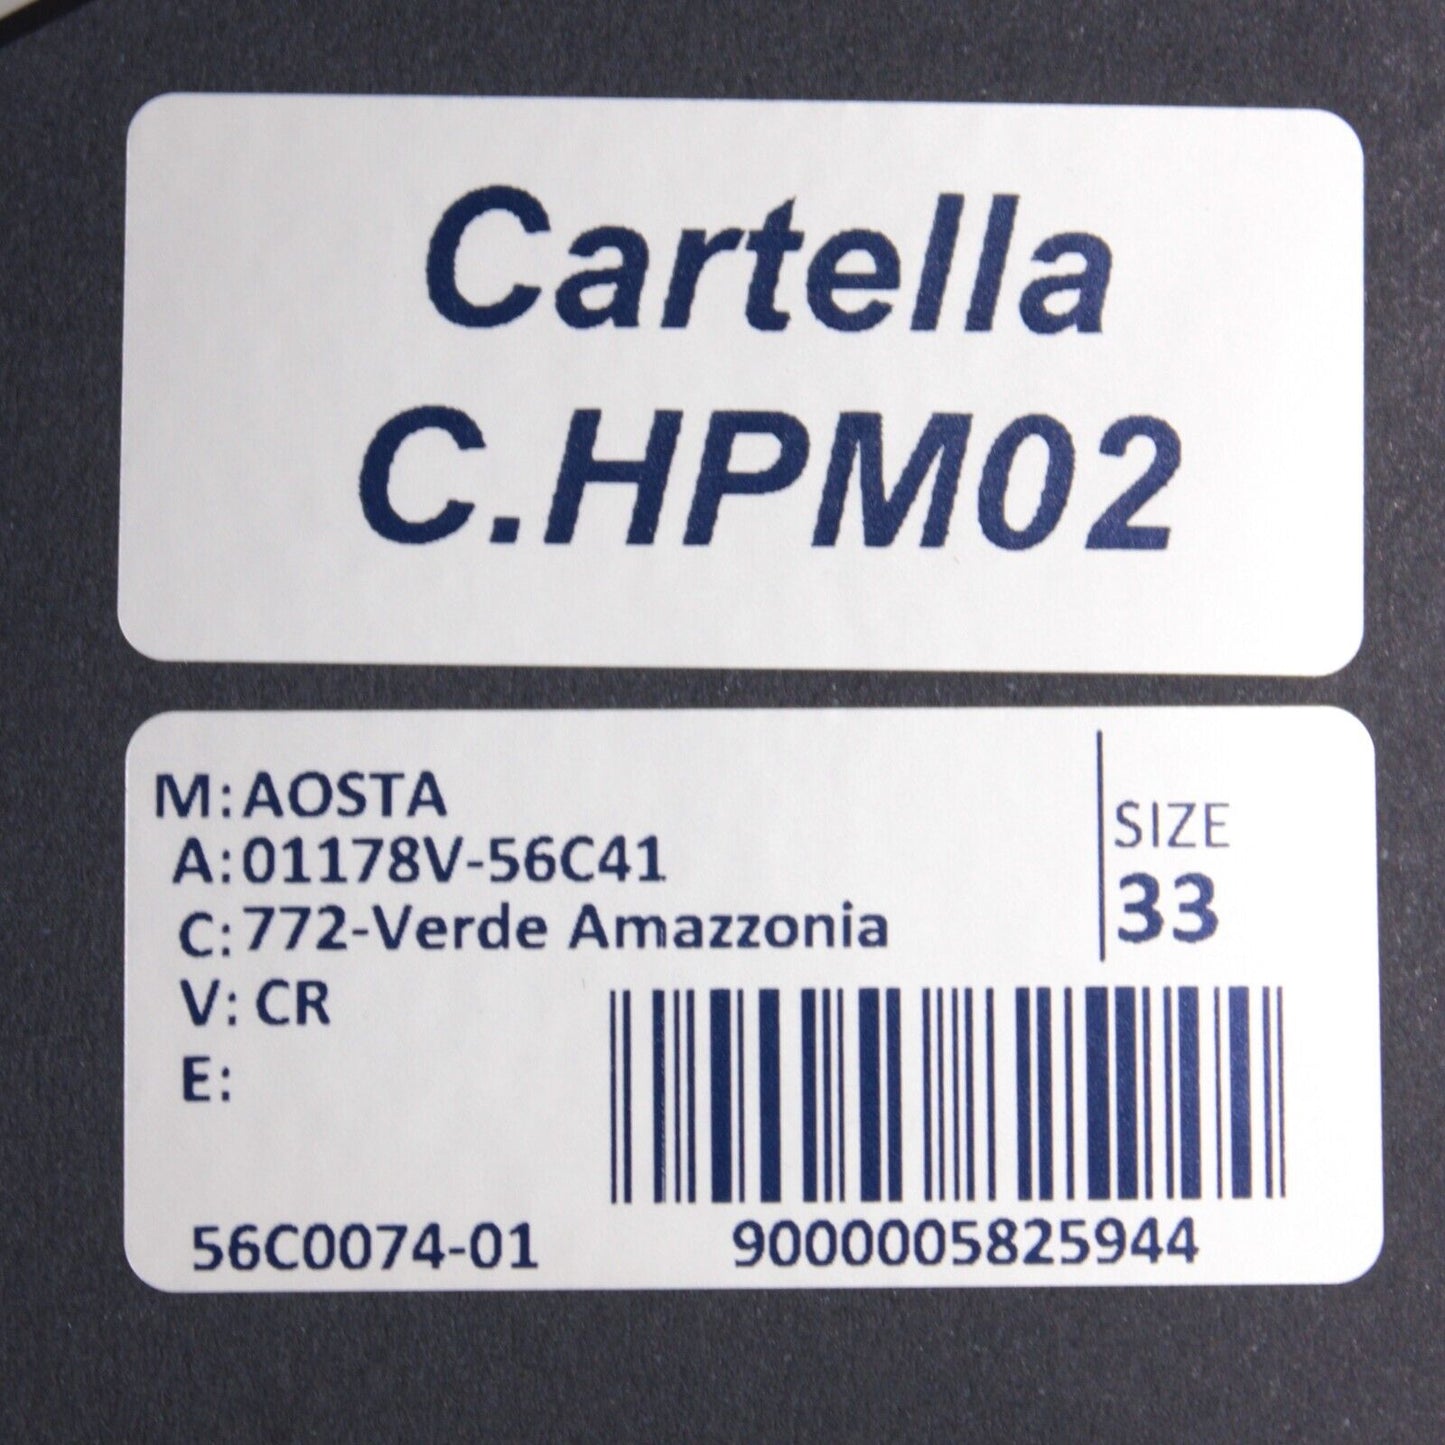 Cartella
C.HPM02
M: AOSTA
A: 01178V-56C41
C: 772-Verde Amazzonia
V: CR
E:
SIZE
33
56C0074-01
9000005825944